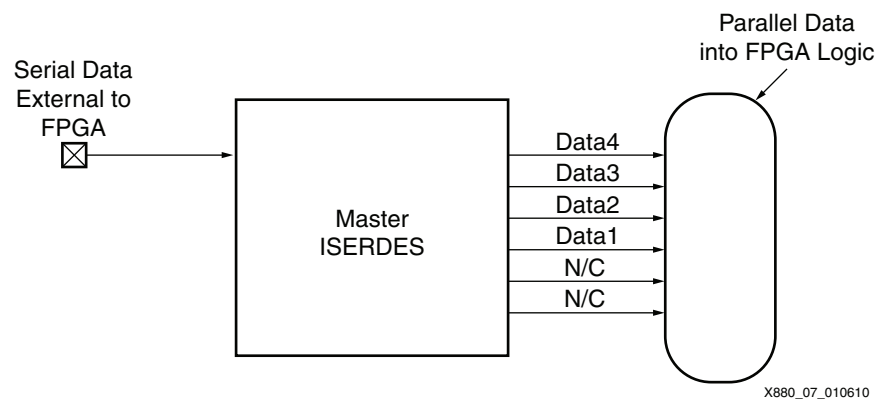 Parallel Data
into FPGA Logic
Serial Data
External to
FPGA
Master
ISERDES
Data4
Data3
Data2
Data1
N/C
N/C
X880_07_010610